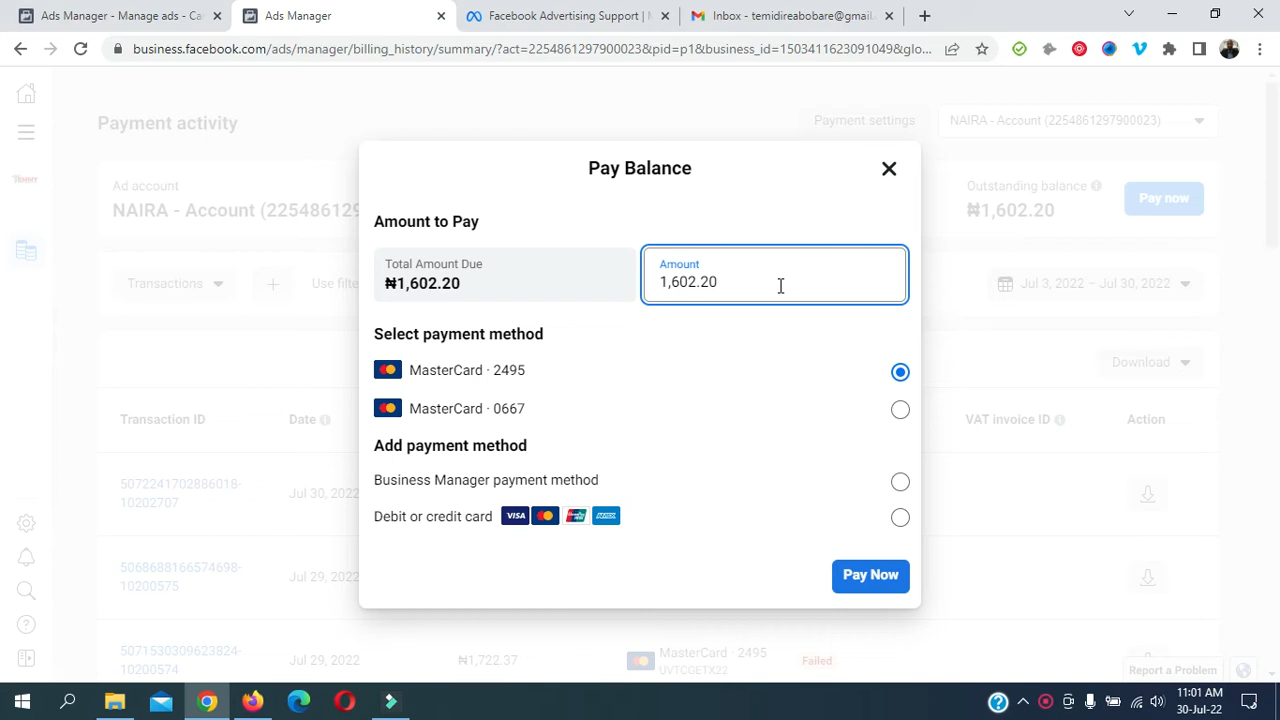 Ads Manager - Manage ads - Ca
Ads Manager
Facebook Advertising Support | F
Inbox - temidireabobare@gmail.
business.facebook.com/ads/manager/billing_history/summary/?act=2254861297900023&pid=p1&business_id=1503411623091049&glo...
Payment activity
Payment settings
NAIRA - Account (2254861297900023)
Ad account
NAIRA - Account (22548612979
Outstanding balance
₦1,602.20
Pay now
Transactions
Use filte
Jul 3, 2022 – Jul 30, 2022
Download
Transaction ID
Date
VAT invoice ID
Action
5072241702886018-
10202707
Jul 30, 2022
5068688166574698-
10200575
Jul 29, 2022
5071530309623824-
10200574
Jul 29, 2022
₦1,722.37
MasterCard · 2495
UVTCGETX22
Failed
Pay Balance
Amount to Pay
Total Amount Due
₦1,602.20
Amount
1,602.20
Select payment method
MasterCard · 2495
MasterCard · 0667
Add payment method
Business Manager payment method
Debit or credit card
VISA
Pay Now
Report a Problem
11:01 AM
30-Jul-22